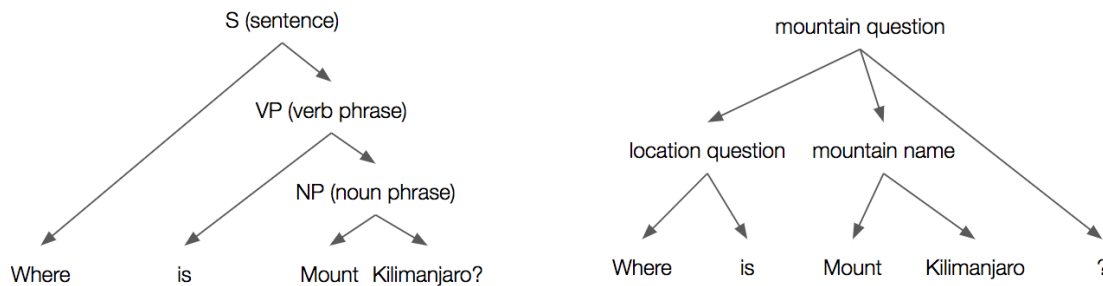 S (sentence)
VP (verb phrase)
NP (noun phrase)
Where is Mount Kilimanjaro?
mountain question
location question mountain name
Where is Mount Kilimanjaro ?